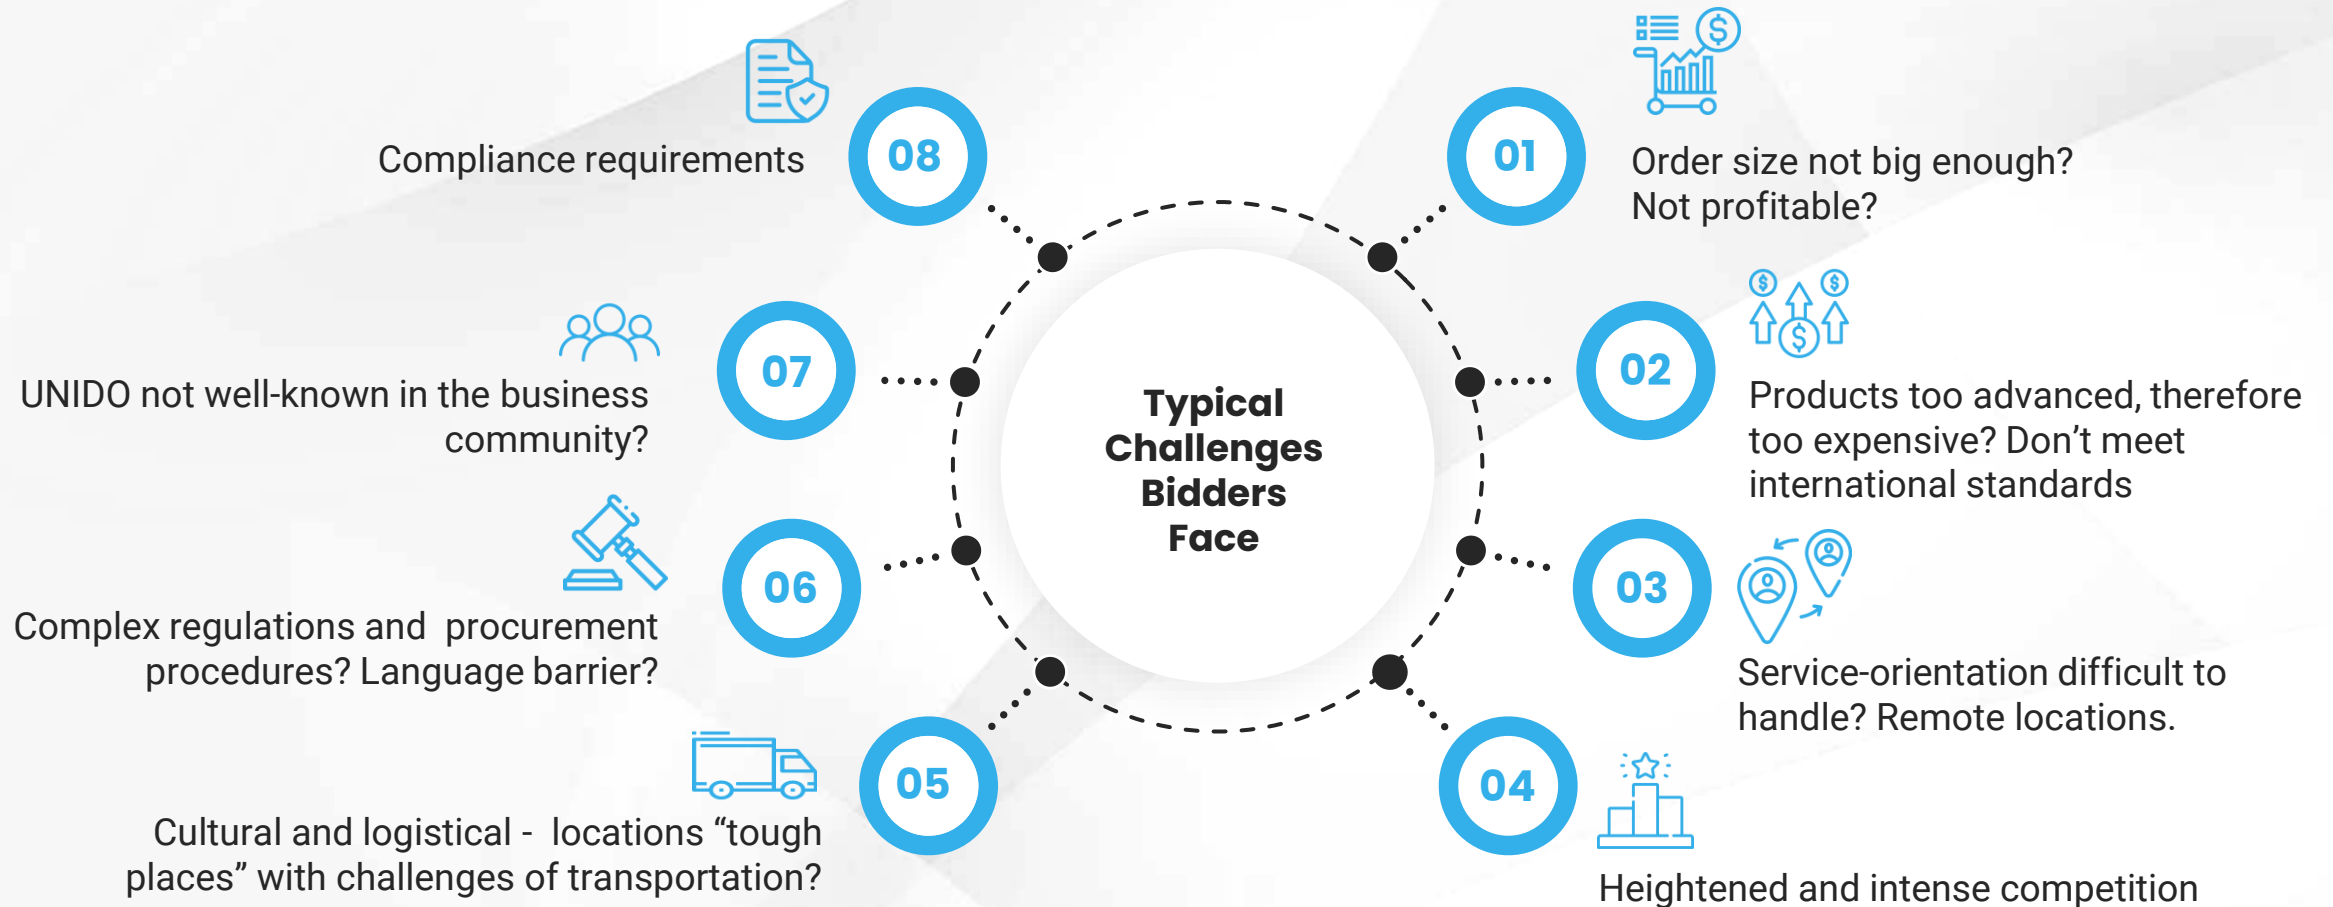 Typical
Challenges
Bidders
Face
01
Order size not big enough?
Not profitable?
02
Products too advanced, therefore
too expensive? Don’t meet
international standards
03
Service-orientation difficult to
handle? Remote locations.
04
Heightened and intense competition
05
Cultural and logistical - locations “tough
places” with challenges of transportation?
06
Complex regulations and procurement
procedures? Language barrier?
07
UNIDO not well-known in the business
community?
08
Compliance requirements